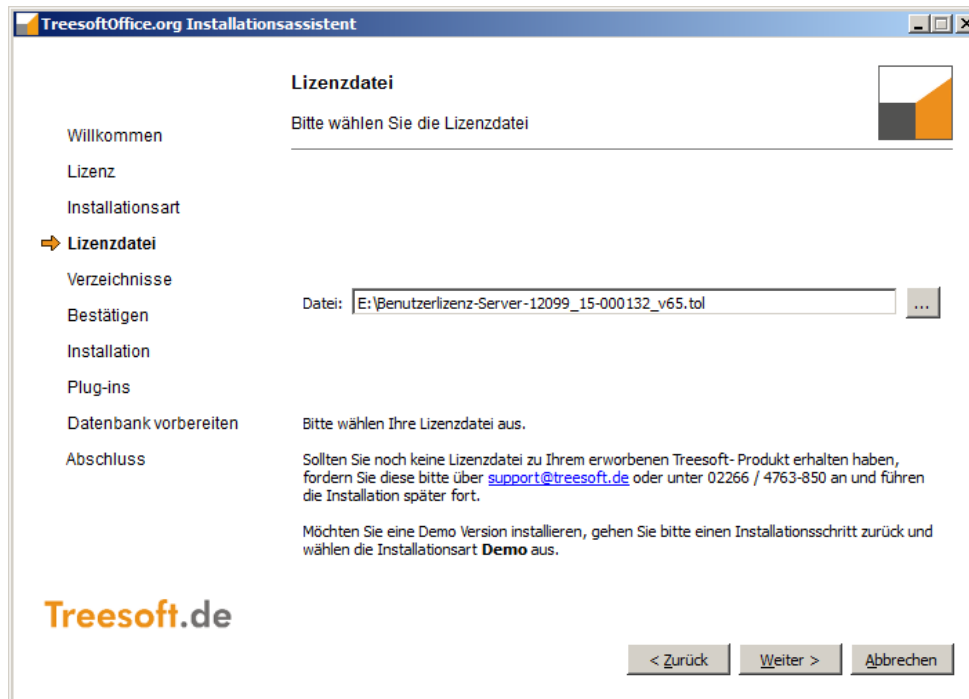 TreesoftOffice.org Installationsassistent
Lizenzdatei
Bitte wählen Sie die Lizenzdatei
Willkommen
Lizenz
Installationsart
Lizenzdatei
Verzeichnisse
Bestätigen
Installation
Plug-ins
Datenbank vorbereiten
Abschluss
Datei: E:\Benutzerlizenz-Server-12099_15-000132_v65.tol ...
Bitte wählen Ihre Lizenzdatei aus.
Sollten Sie noch keine Lizenzdatei zu Ihrem erworbenen Treesoft-Produkt erhalten haben,
fordern Sie diese bitte über support@treesoft.de oder unter 02266 / 4763-850 an und führen
die Installation später fort.
Möchten Sie eine Demo Version installieren, gehen Sie bitte einen Installationsschritt zurück und
wählen die Installationsart Demo aus.
Treesoft.de
< Zurück Weiter > Abbrechen